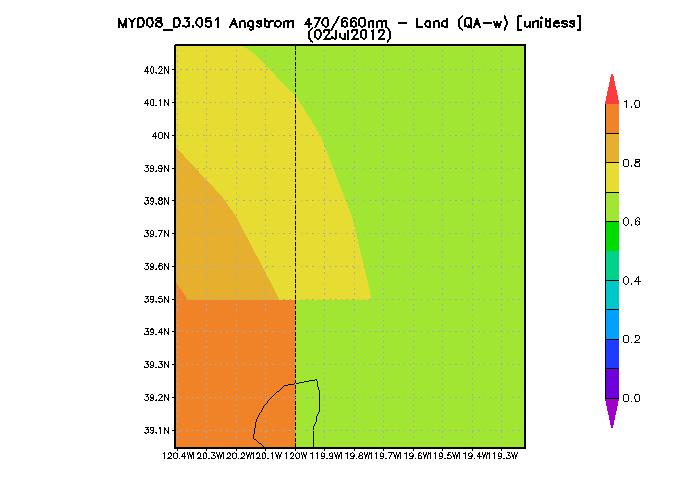 MYD08_D3.051 Angstrom 470/660nm – Land (QA-w) [unitless]
(02Jul2012)
40.2N
40.1N
40N
39.9N
39.8N
39.7N
39.6N
39.5N
39.4N
39.3N
39.2N
39.1N
120.4W 120.3W 120.2W 120.1W 120W 119.9W 119.8W 119.7W 119.6W 119.5W 119.4W 119.3W
1.0
0.8
0.6
0.4
0.2
0.0